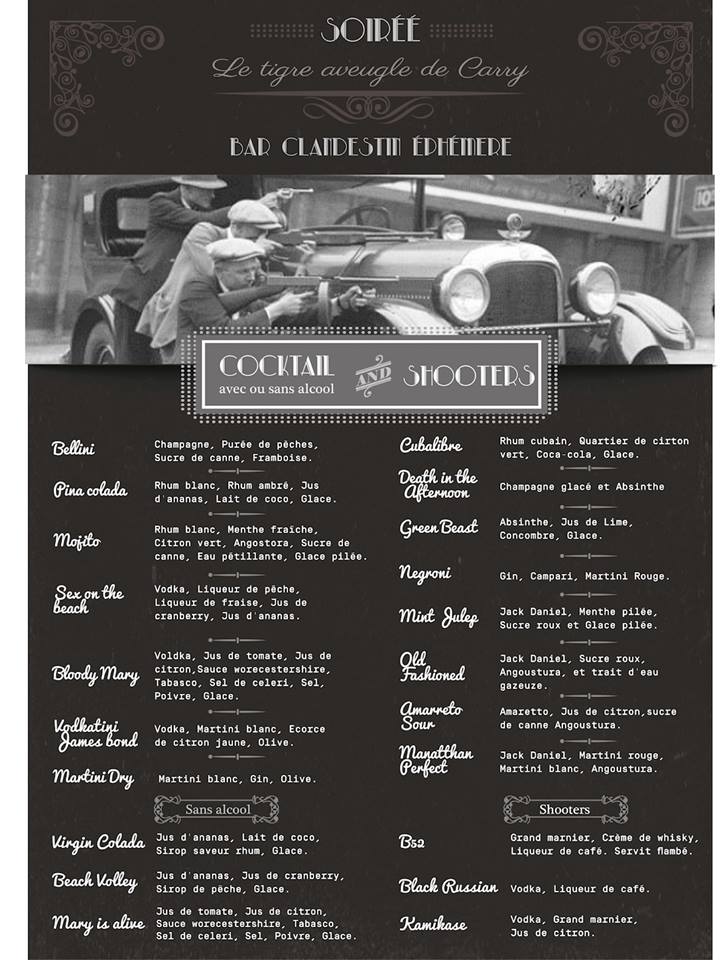 SOIRÉÉ
Le tigre aveugle de Carry
BAR CLANDESTIN ÉPHÉMERE
COCKTAIL
avec ou sans alcool
AND
SHOOTERS
Bellini
Champagne, Purée de pêches,
Sucre de canne, Framboise.
Pina colada
Rhum blanc, Rhum ambré, Jus
d'ananas, Lait de coco, Glace.
Mojito
Rhum blanc, Menthe fraîche,
Citron vert, Angostora, Sucre de
canne, Eau pétillante, Glace pilée.
Sex on the
beach
Vodka, Liqueur de pêche,
Liqueur de fraise, Jus de
cranberry, Jus d'ananas.
Bloody Mary
Voldka, Jus de tomate, Jus de
citron,Sauce worecestershire,
Tabasco, Sel de celeri, Sel,
Poivre, Glace.
Vodkatini
James bond
Vodka, Martini blanc, Ecorce
de citron jaune, Olive.
Martini Dry
Martini blanc, Gin, Olive.
Sans alcool
Virgin Colada
Jus d'ananas, Lait de coco,
Sirop saveur rhum, Glace.
Beach Volley
Jus d'ananas, Jus de cranberry,
Sirop de pêche, Glace.
Mary is alive
Jus de tomate, Jus de citron,
Sauce worecestershire, Tabasco,
Sel de celeri, Sel, Poivre, Glace.
Cubalibre
Rhum cubain, Quartier de cirton
vert, Coca-cola, Glace.
Death in the
Afternoon
Champagne glacé et Absinthe
Green Beast
Absinthe, Jus de Lime,
Concombre, Glace.
Negroni
Gin, Campari, Martini Rouge.
Mint Julep
Jack Daniel, Menthe pilée,
Sucre roux et Glace pilée.
Old
Fashioned
Jack Daniel, Sucre roux,
Angoustura, et trait d'eau
gazeuze.
Amarreto
Sour
Amaretto, Jus de citron,sucre
de canne Angoustura.
Manatthan
Perfect
Jack Daniel, Martini rouge,
Martini blanc, Angoustura.
Shooters
B52
Grand marnier, Crème de whisky,
Liqueur de café. Servit flambé.
Black Russian
Vodka, Liqueur de café.
Kamikase
Vodka, Grand marnier,
Jus de citron.